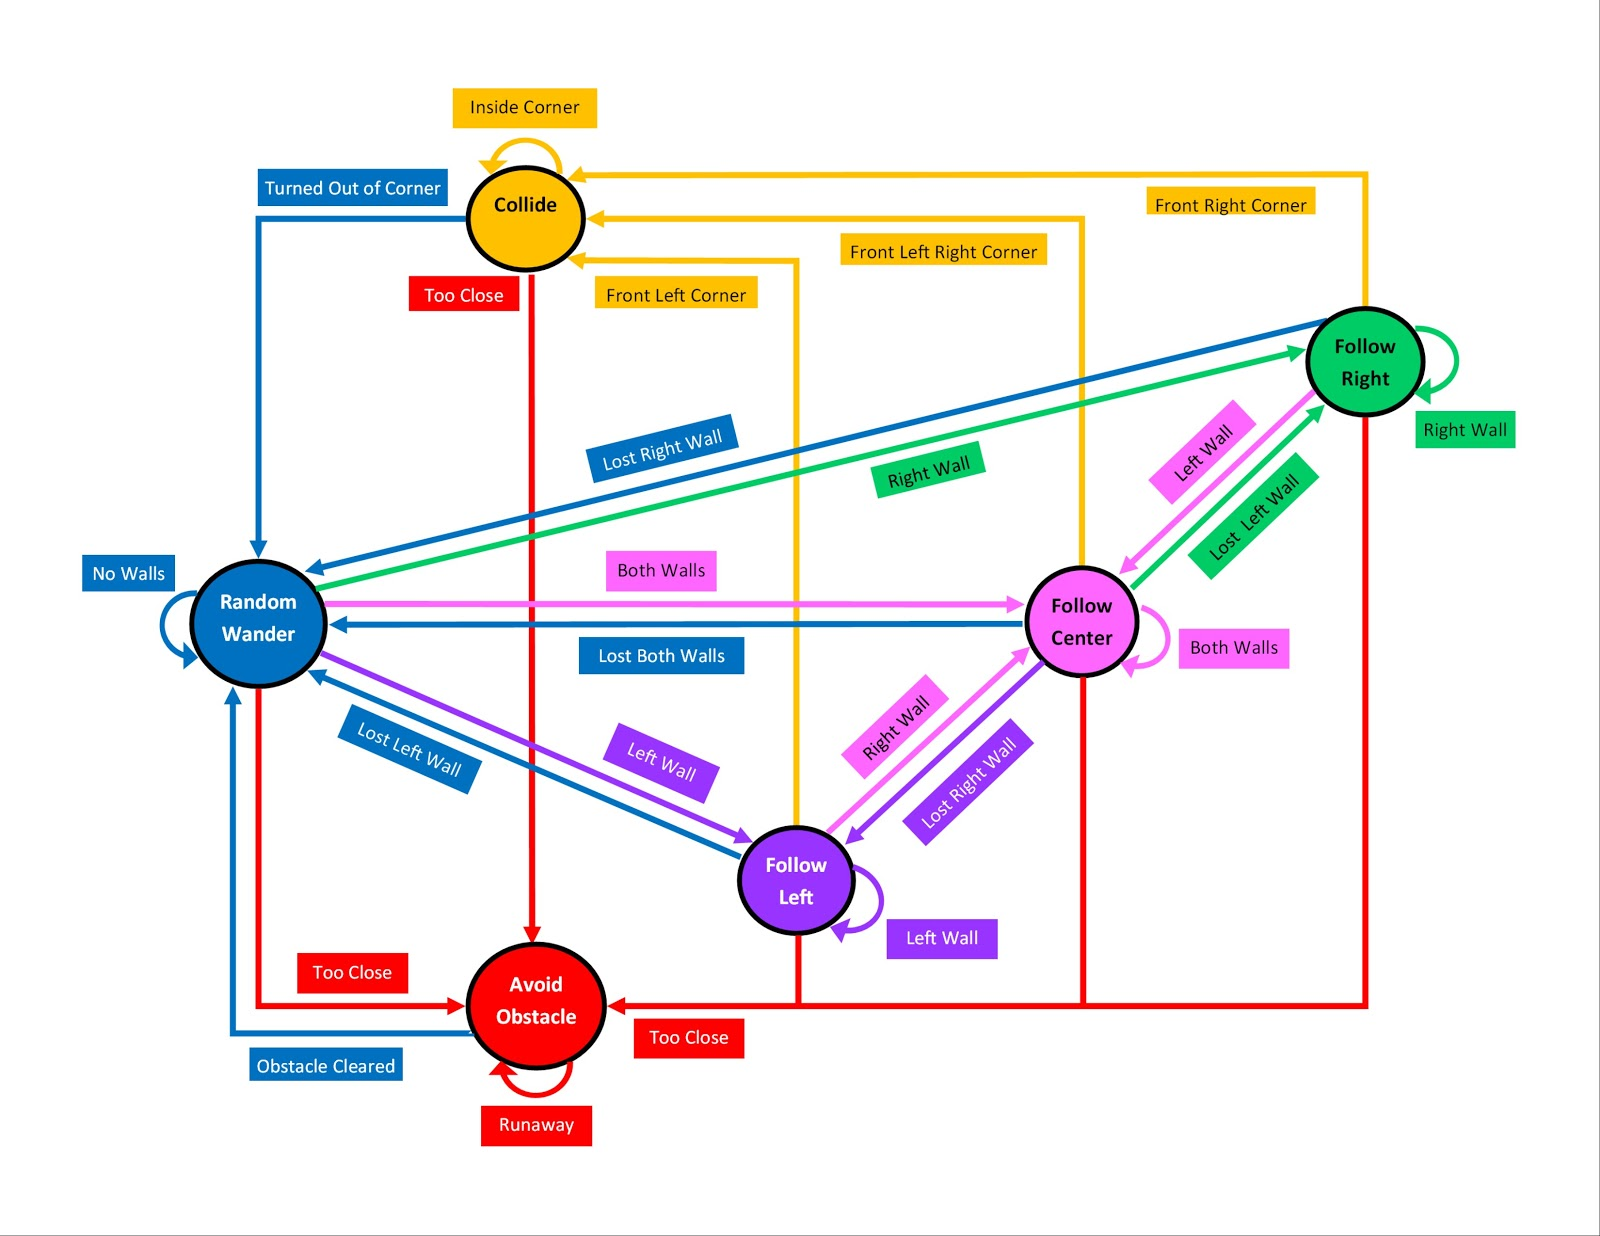 Inside Corner
Turned Out of Corner
Collide
Front Right Corner
Front Left Right Corner
Too Close
Front Left Corner
Follow
Right
Right Wall
Lost Right Wall
Right Wall
Left Wall
Lost Left Wall
No Walls
Both Walls
Random
Wander
Follow
Center
Both Walls
Lost Both Walls
Lost Left Wall
Left Wall
Right Wall
Lost Right Wall
Follow
Left
Left Wall
Too Close
Avoid
Obstacle
Too Close
Obstacle Cleared
Runaway